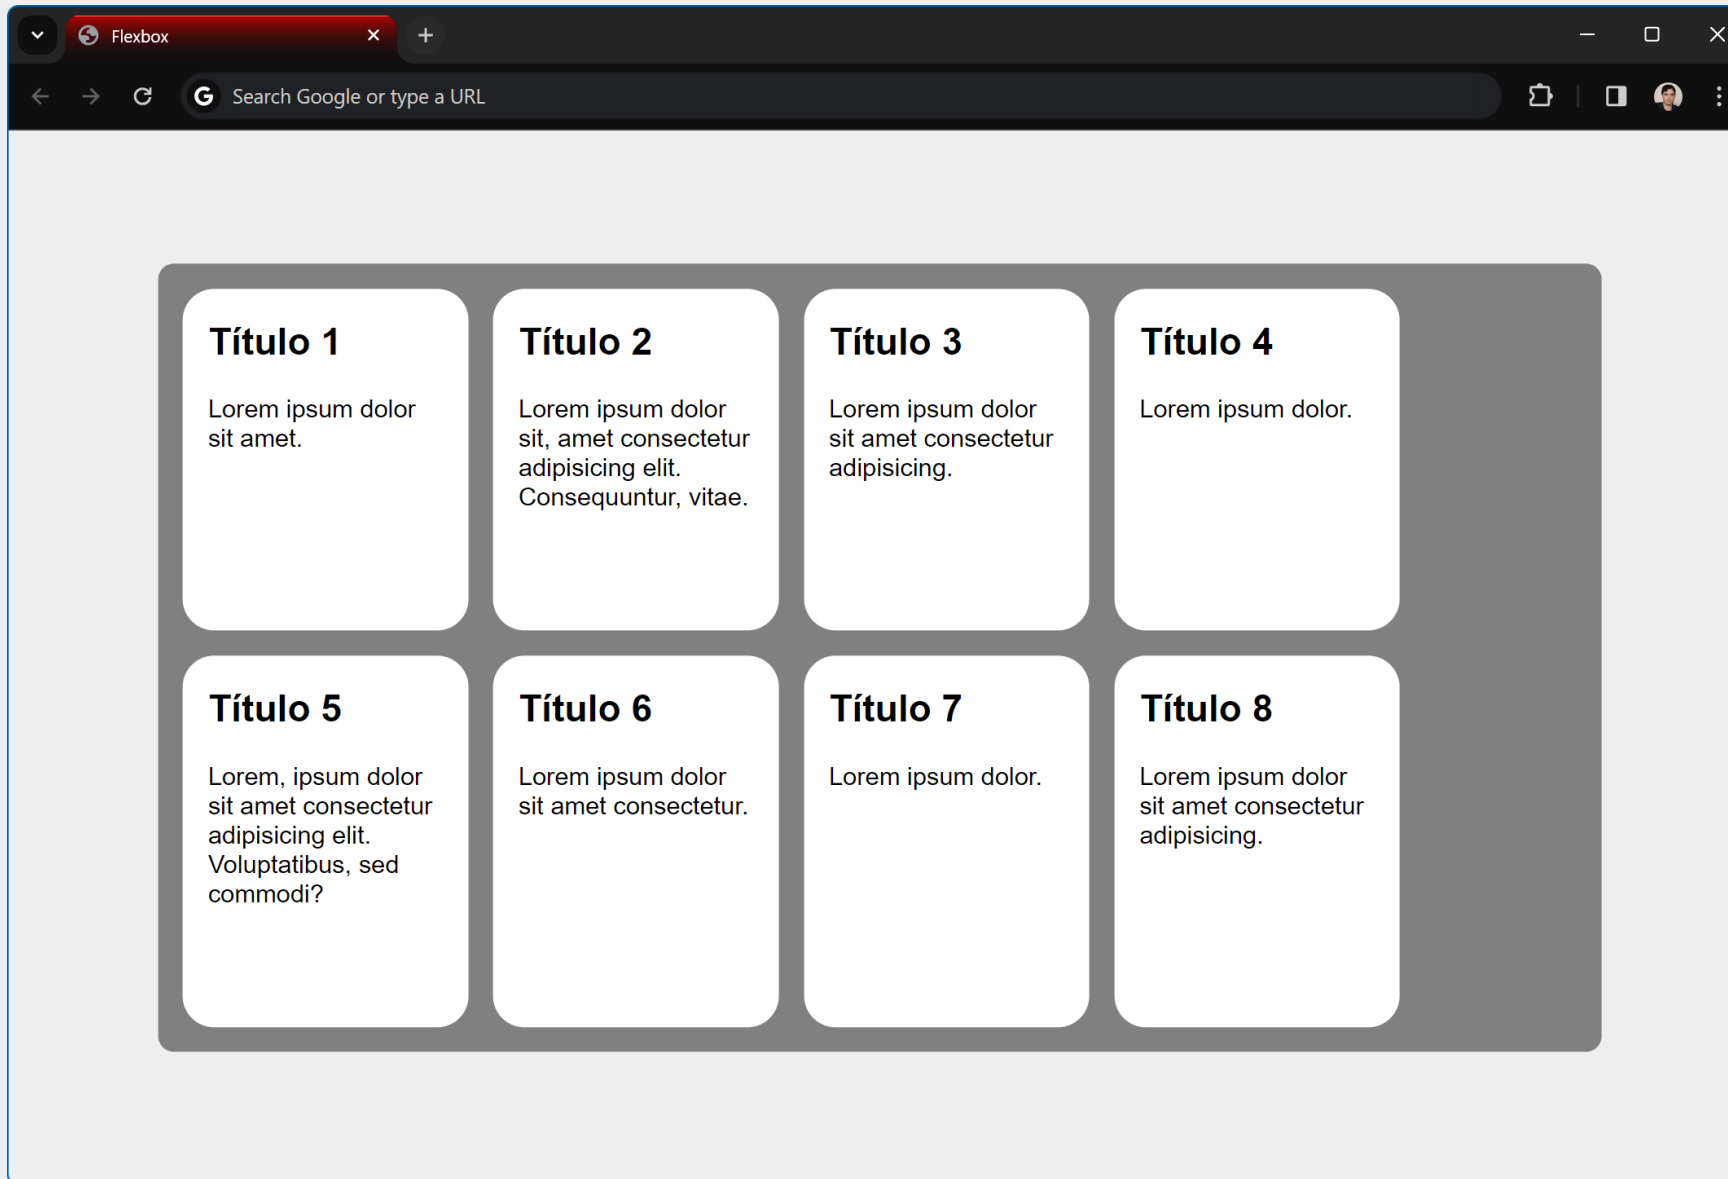 Flexbox
Search Google or type a URL
Título 1
Lorem ipsum dolor
sit amet.
Título 2
Lorem ipsum dolor
sit, amet consectetur
adipisicing elit.
Consequuntur, vitae.
Título 3
Lorem ipsum dolor
sit amet consectetur
adipisicing.
Título 4
Lorem ipsum dolor.
Título 5
Lorem, ipsum dolor
sit amet consectetur
adipisicing elit.
Voluptatibus, sed
commodi?
Título 6
Lorem ipsum dolor
sit amet consectetur.
Título 7
Lorem ipsum dolor.
Título 8
Lorem ipsum dolor
sit amet consectetur
adipisicing.